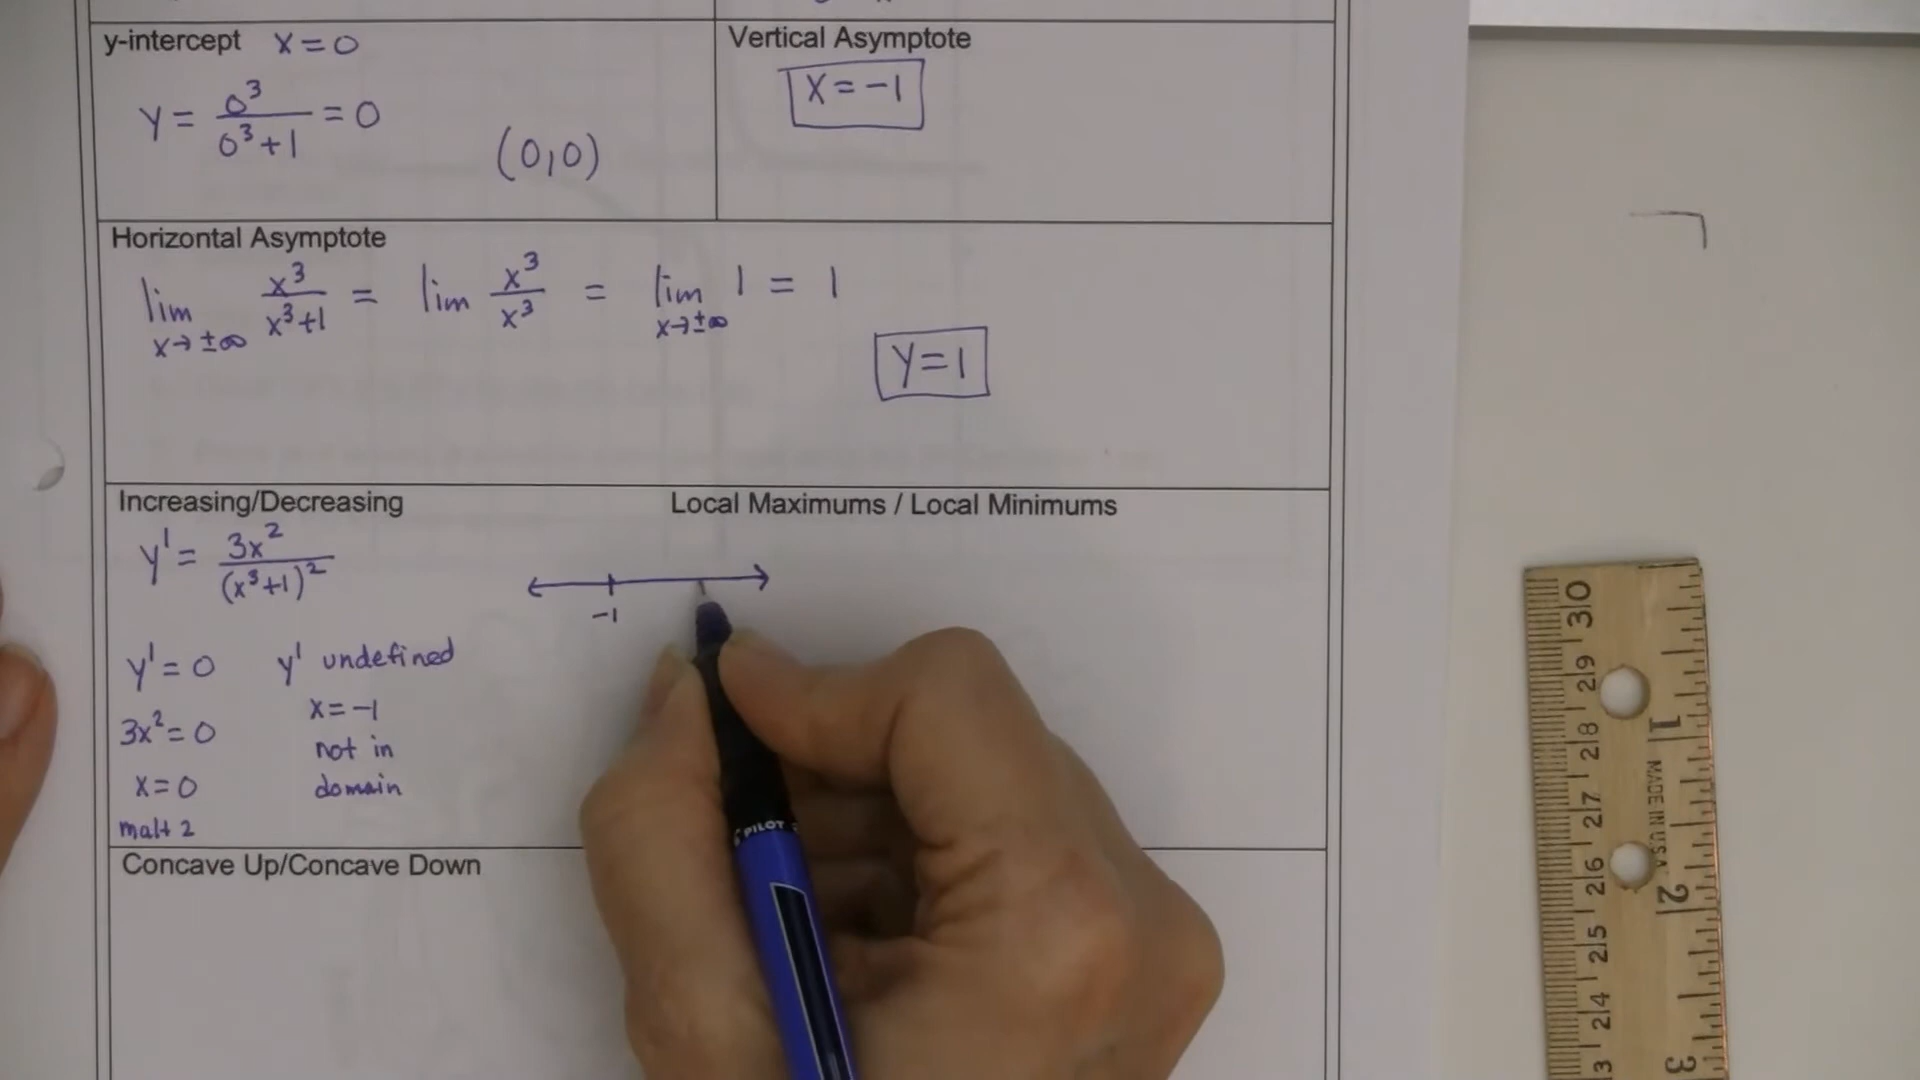 y-intercept x = 0
Vertical Asymptote
x = -1
y = 0³/(0³+1) = 0
(0,0)
Horizontal Asymptote
lim x→±∞ x³/(x³+1) = lim x³/x³ = lim x→±∞ 1 = 1
y = 1
Increasing/Decreasing
Local Maximums / Local Minimums
y' = 3x²/(x³+1)²
-1
y' = 0
y' undefined
3x² = 0
x = -1
not in
x = 0
domain
mult 2
Concave Up/Concave Down
PILOT
30
29
28
27
26
25
24
3
1
2
3
MADE IN U.S.A.